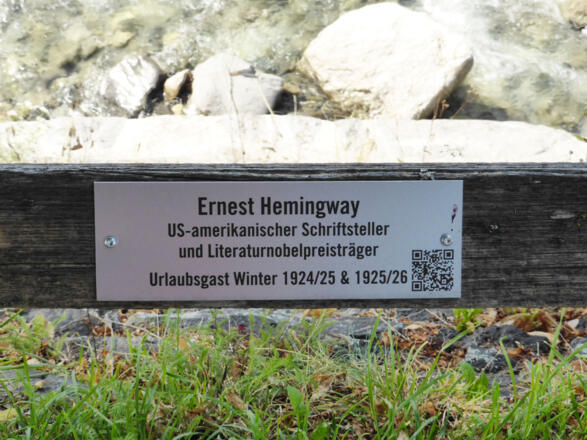 Ernest Hemingway
US-amerikanischer Schriftsteller
und Literaturnobelpreisträger
Urlaubsgast Winter 1924/25 & 1925/26